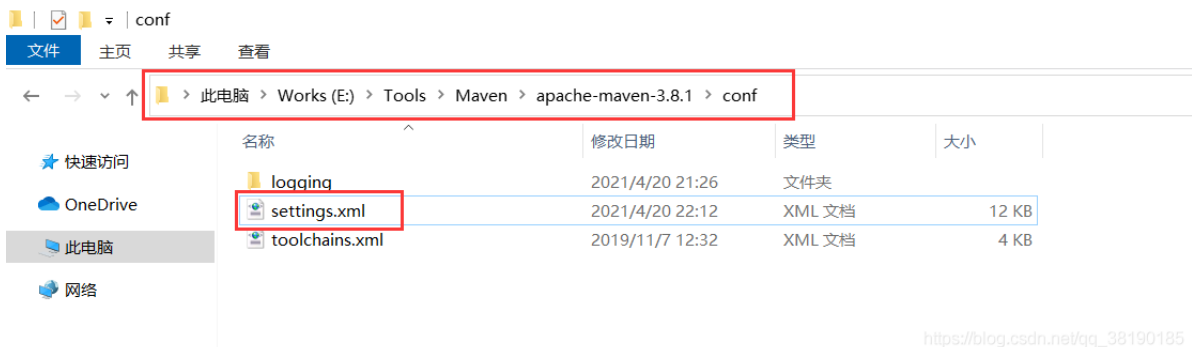 conf
文件 主页 共享 查看
此电脑 > Works (E:) > Tools > Maven > apache-maven-3.8.1 > conf
名称 修改日期 类型 大小
快速访问
logging 2021/4/20 21:26 文件夹
OneDrive
settings.xml 2021/4/20 22:12 XML 文档 12 KB
此电脑
toolchains.xml 2019/11/7 12:32 XML 文档 4 KB
网络
https://blog.csdn.net/qq_38190185